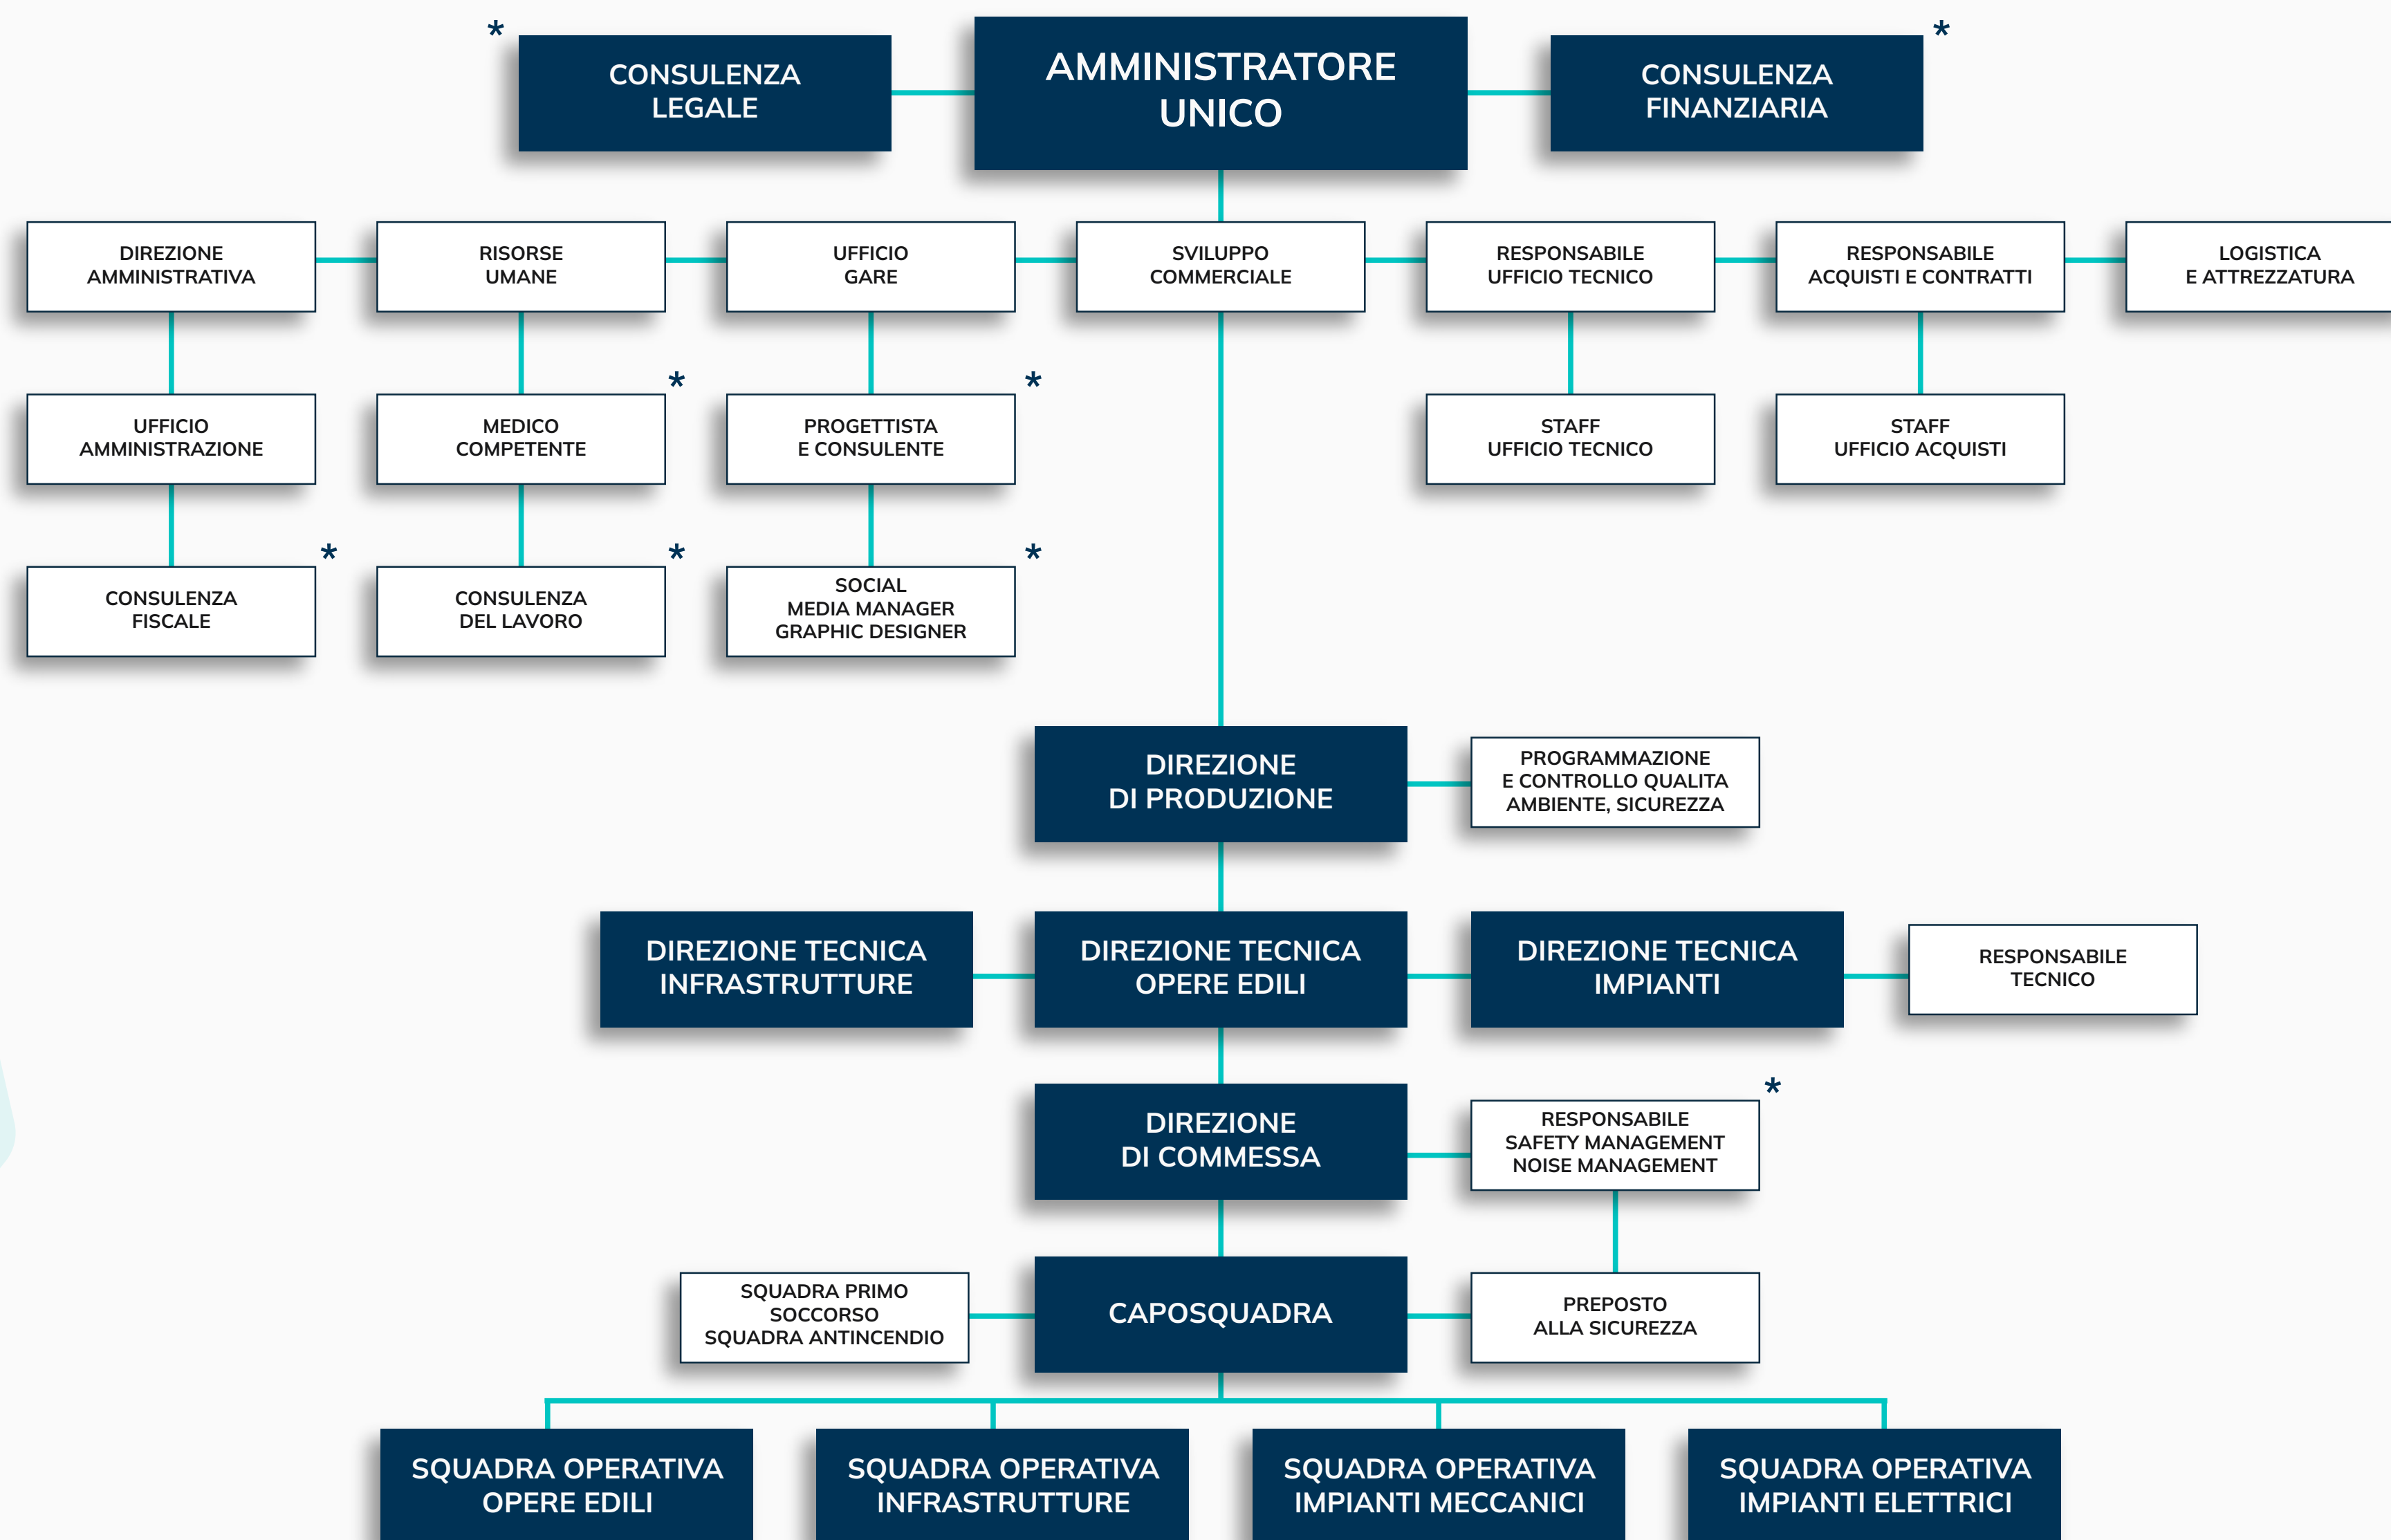 *
CONSULENZA
LEGALE
AMMINISTRATORE
UNICO
*
CONSULENZA
FINANZIARIA
DIREZIONE
AMMINISTRATIVA
RISORSE
UMANE
UFFICIO
GARE
SVILUPPO
COMMERCIALE
RESPONSABILE
UFFICIO TECNICO
RESPONSABILE
ACQUISTI E CONTRATTI
LOGISTICA
E ATTREZZATURA
UFFICIO
AMMINISTRAZIONE
*
MEDICO
COMPETENTE
*
PROGETTISTA
E CONSULENTE
STAFF
UFFICIO TECNICO
STAFF
UFFICIO ACQUISTI
*
CONSULENZA
FISCALE
*
CONSULENZA
DEL LAVORO
*
SOCIAL
MEDIA MANAGER
GRAPHIC DESIGNER
DIREZIONE
DI PRODUZIONE
PROGRAMMAZIONE
E CONTROLLO QUALITA
AMBIENTE, SICUREZZA
DIREZIONE TECNICA
INFRASTRUTTURE
DIREZIONE TECNICA
OPERE EDILI
DIREZIONE TECNICA
IMPIANTI
RESPONSABILE
TECNICO
DIREZIONE
DI COMMESSA
*
RESPONSABILE
SAFETY MANAGEMENT
NOISE MANAGEMENT
SQUADRA PRIMO
SOCCORSO
SQUADRA ANTINCENDIO
CAPOSQUADRA
PREPOSTO
ALLA SICUREZZA
SQUADRA OPERATIVA
OPERE EDILI
SQUADRA OPERATIVA
INFRASTRUTTURE
SQUADRA OPERATIVA
IMPIANTI MECCANICI
SQUADRA OPERATIVA
IMPIANTI ELETTRICI